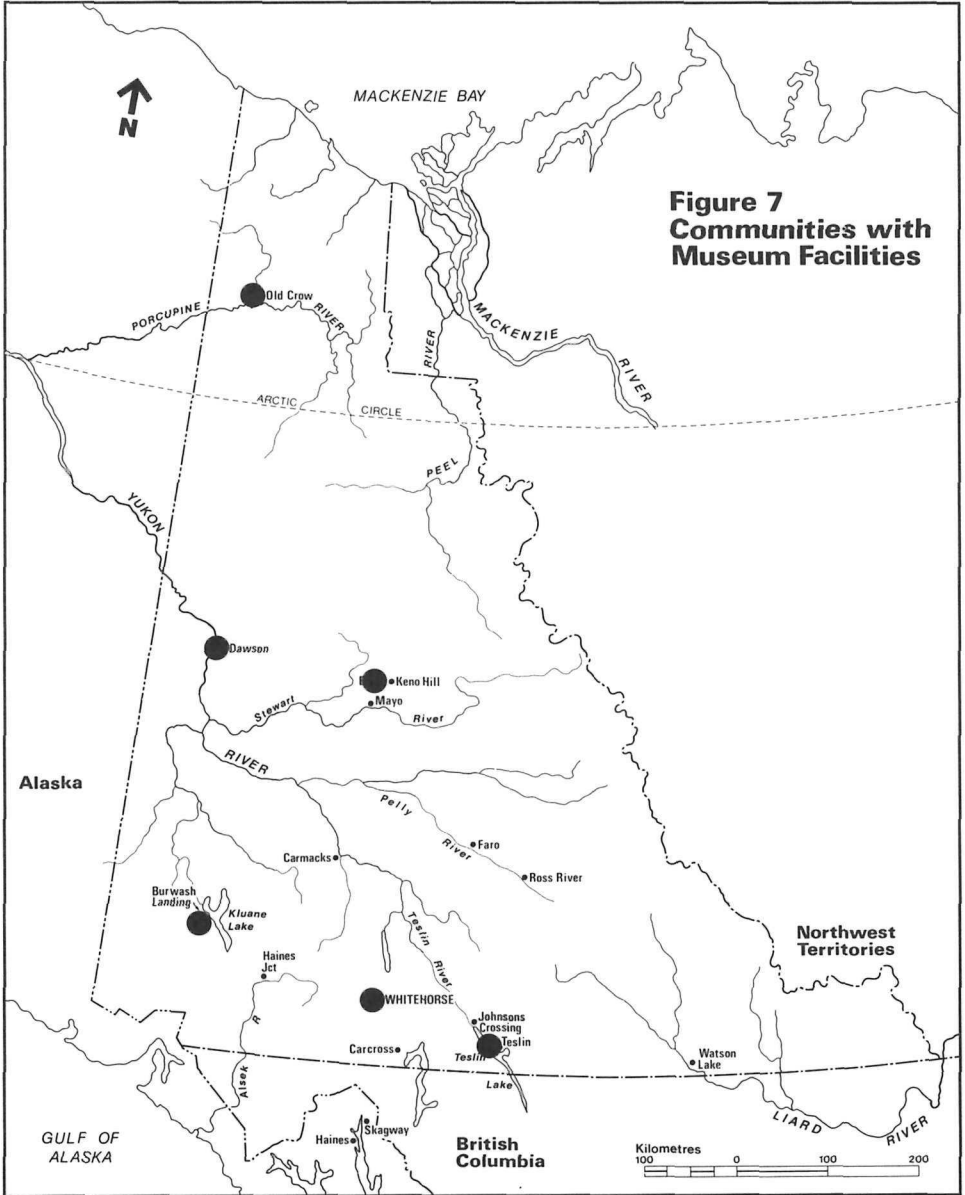 MACKENZIE BAY
N
Figure 7
Communities with
Museum Facilities
Old Crow
PORCUPINE
RIVER
RIVER
MACKENZIE
RIVER
ARCTIC CIRCLE
PEEL
YUKON
Dawson
Keno Hill
Mayo
Stewart
River
RIVER
Alaska
Pelly
River
Faro
Carmacks
Ross River
Burwash
Landing
Kluane
Lake
Teslin
River
Northwest
Territories
Haines
Jct
WHITEHORSE
Johnsons
Crossing
Teslin
Carcross
Teslin
Lake
Watson
Lake
Alsek R
LIARD
RIVER
Skagway
Haines
GULF OF
ALASKA
British
Columbia
Kilometres
100 0 100 200